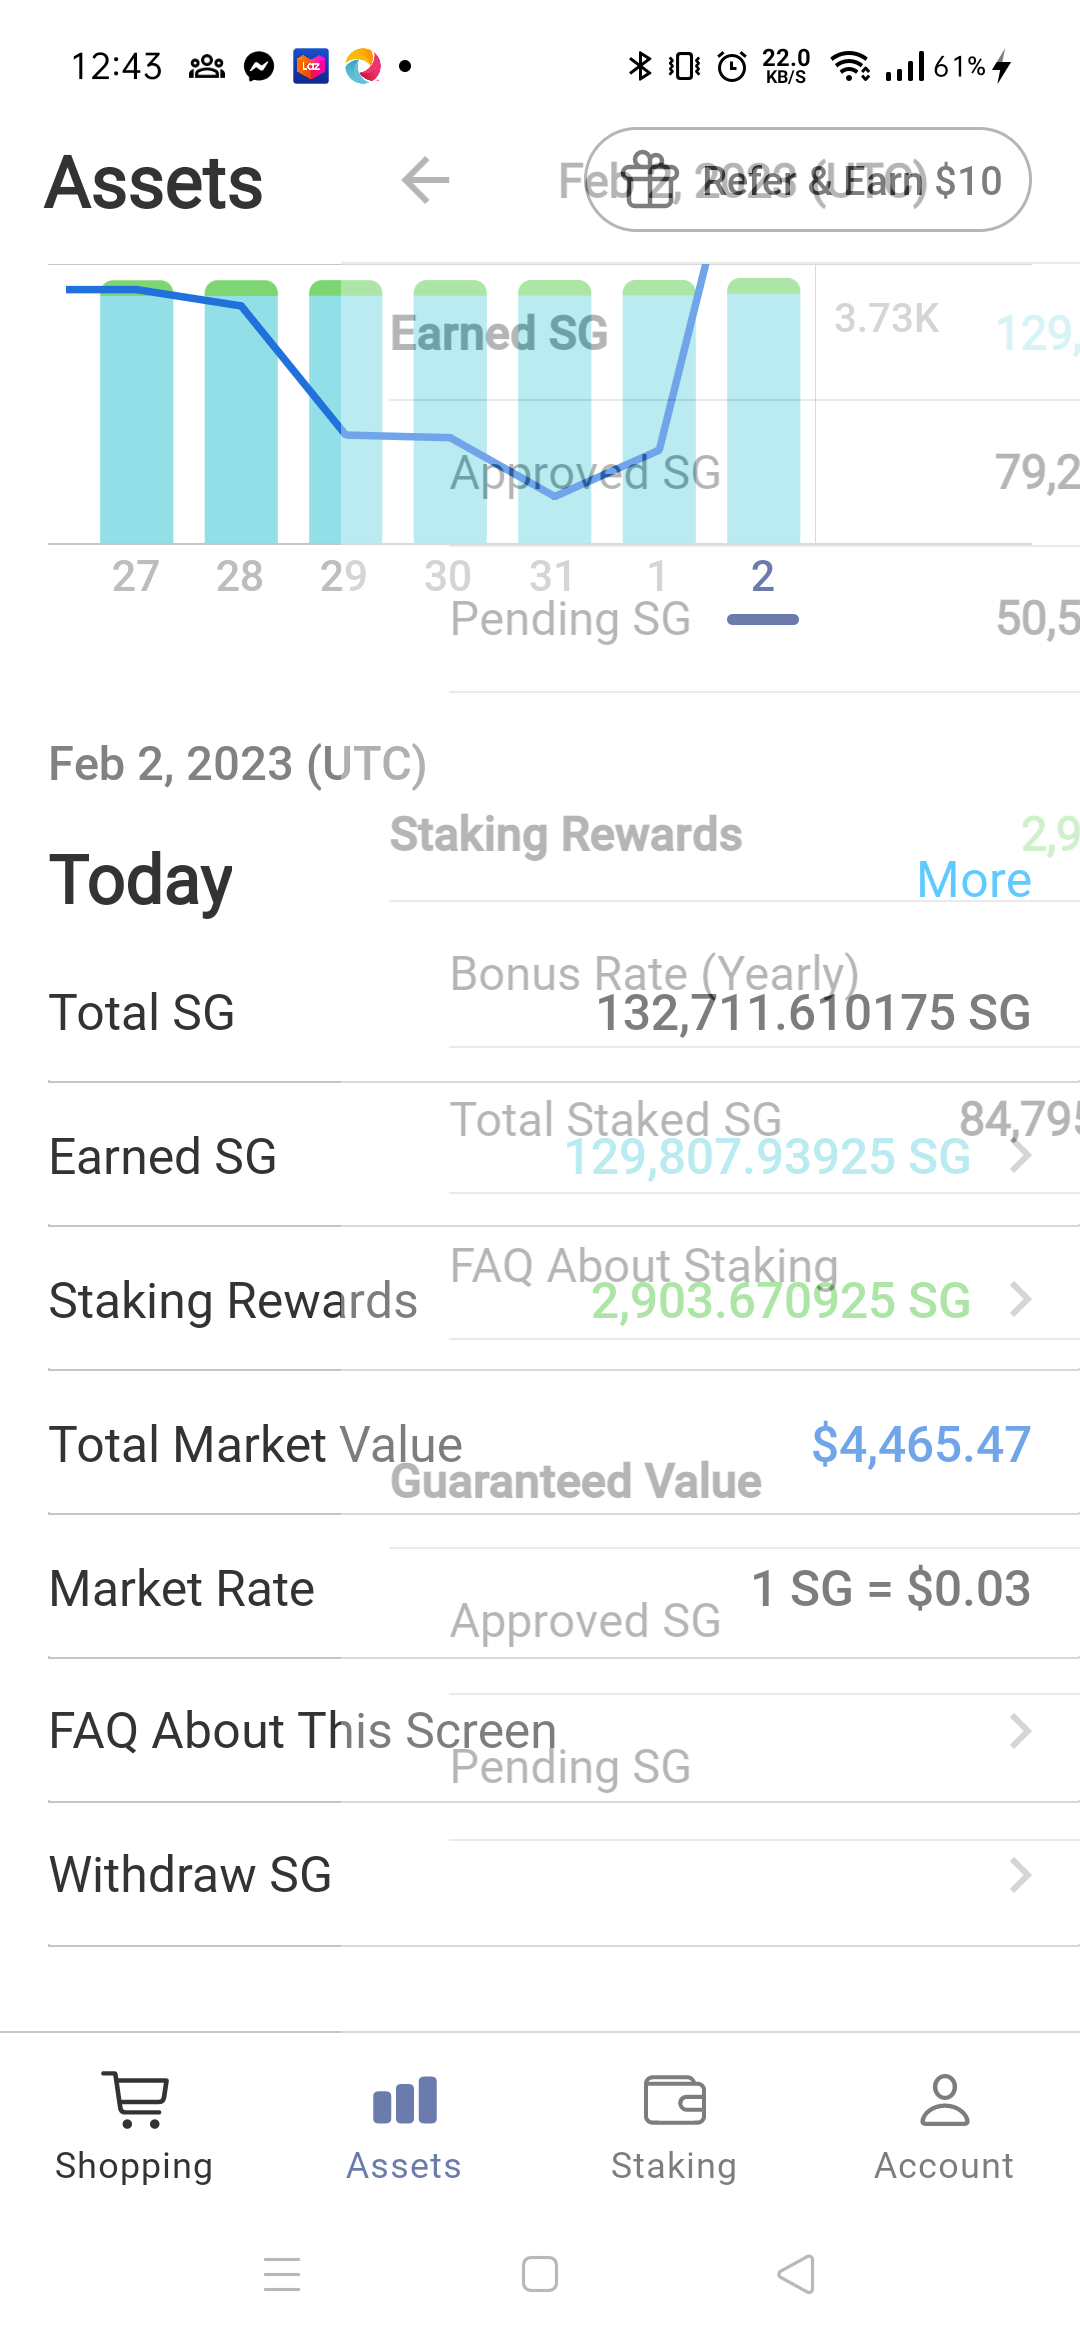 12:43 22.0 KB/S 61%
Assets
Feb 2, 2023 (UTC)
Refer & Earn $10
3.73K
Earned SG 129,
Approved SG 79,2
27 28 29 30 31 1 2
Pending SG 50,5
Feb 2, 2023 (UTC)
Staking Rewards 2,9
Today More
Bonus Rate (Yearly)
Total SG 132,711.610175 SG
Total Staked SG 84,795
Earned SG 129,807.93925 SG
FAQ About Staking
Staking Rewards 2,903.670925 SG
Total Market Value $4,465.47
Guaranteed Value
Market Rate 1 SG = $0.03
Approved SG
FAQ About This Screen
Pending SG
Withdraw SG
Shopping Assets Staking Account